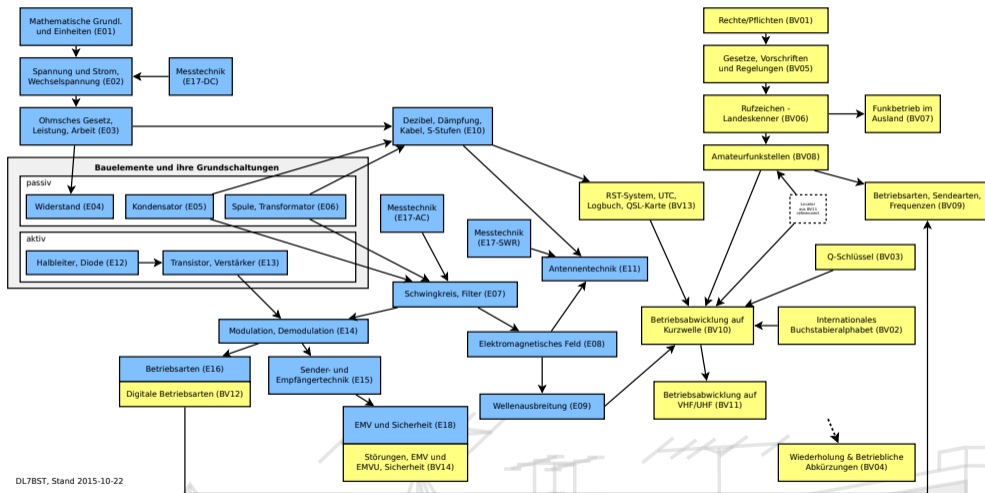 Mathematische Grundl.
und Einheiten (E01)
Spannung und Strom,
Wechselspannung (E02)
Messtechnik
(E17-DC)
Ohmsches Gesetz,
Leistung, Arbeit (E03)
Dezibel, Dämpfung,
Kabel, S-Stufen (E10)
Bauelemente und ihre Grundschaltungen
passiv
Widerstand (E04)
Kondensator (E05)
Spule, Transformator (E06)
aktiv
Halbleiter, Diode (E12)
Transistor, Verstärker (E13)
Messtechnik
(E17-AC)
Messtechnik
(E17-SWR)
Antennentechnik (E11)
Schwingkreis, Filter (E07)
Modulation, Demodulation (E14)
Elektromagnetisches Feld (E08)
Betriebsarten (E16)
Digitale Betriebsarten (BV12)
Sender- und
Empfängertechnik (E15)
Wellenausbreitung (E09)
EMV und Sicherheit (E18)
Störungen, EMV und
EMVU, Sicherheit (BV14)
Rechte/Pflichten (BV01)
Gesetze, Vorschriften
und Regelungen (BV05)
Rufzeichen -
Landeskenner (BV06)
Funkbetrieb im
Ausland (BV07)
Amateurfunkstellen (BV08)
RST-System, UTC,
Logbuch, QSL-Karte (BV13)
Locator
aus BV11
referenziert
Betriebsarten, Sendearten,
Frequenzen (BV09)
Q-Schlüssel (BV03)
Betriebsabwicklung auf
Kurzwelle (BV10)
Internationales
Buchstabieralphabet (BV02)
Betriebsabwicklung auf
VHF/UHF (BV11)
Wiederholung & Betriebliche
Abkürzungen (BV04)
DL7BST, Stand 2015-10-22